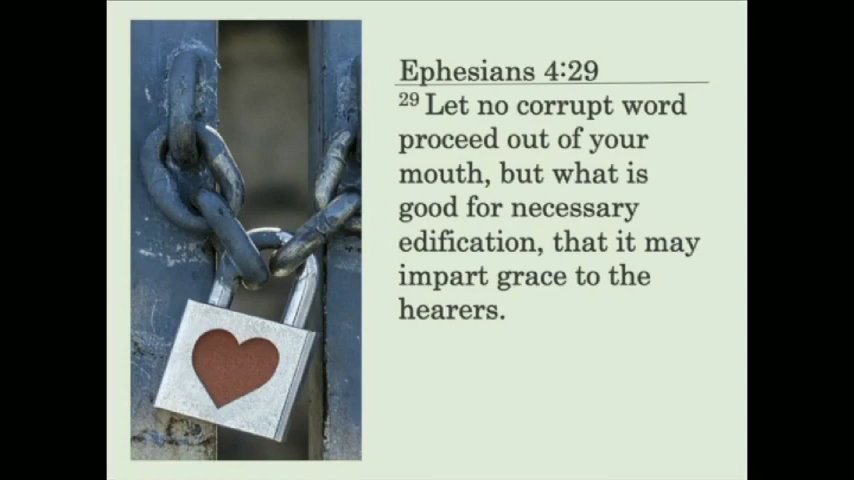 Ephesians 4:29
29 Let no corrupt word
proceed out of your
mouth, but what is
good for necessary
edification, that it may
impart grace to the
hearers.